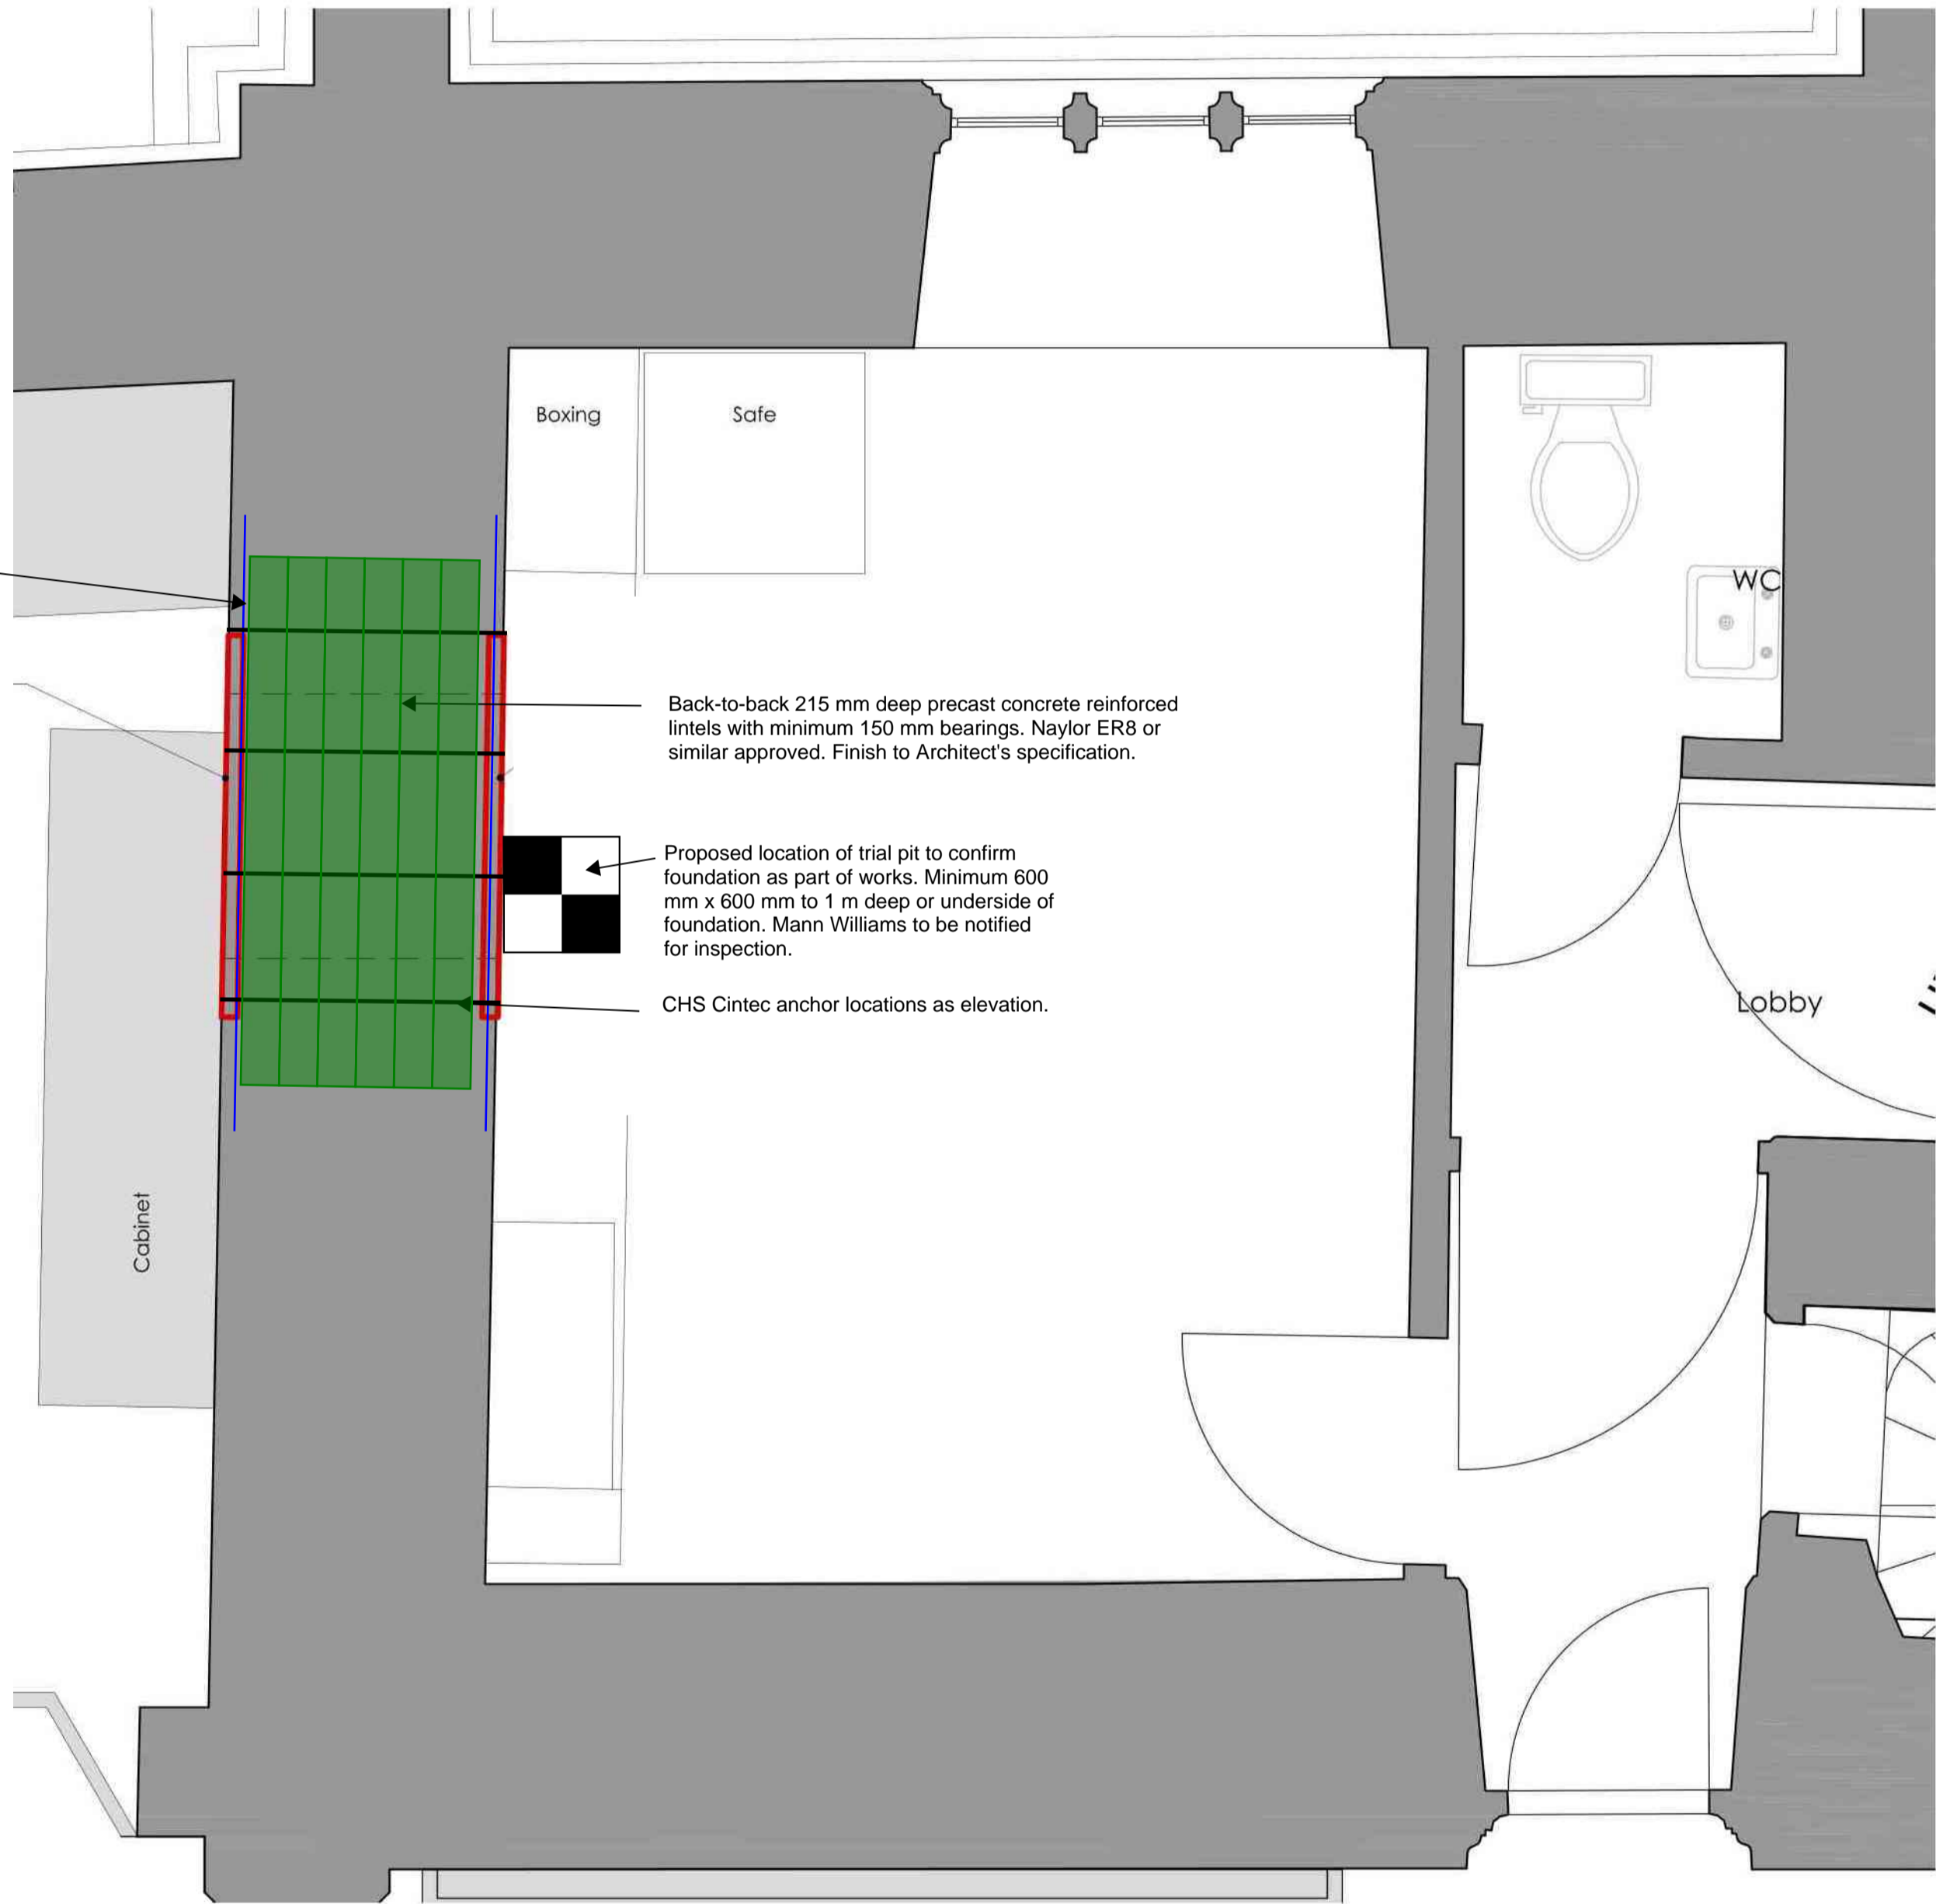 Boxing
Safe
WC
Back-to-back 215 mm deep precast concrete reinforced
lintels with minimum 150 mm bearings. Naylor ER8 or
similar approved. Finish to Architect's specification.
Proposed location of trial pit to confirm
foundation as part of works. Minimum 600
mm x 600 mm to 1 m deep or underside of
foundation. Mann Williams to be notified
for inspection.
CHS Cintec anchor locations as elevation.
Lobby
Cabinet